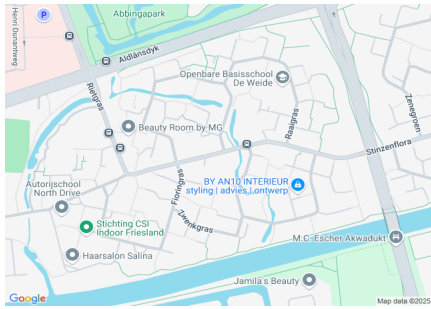 Abbingapark
Henri Dunantweg
P
Aldlânsdyk
Openbare Basisschool
De Weide
Rietgras
Beauty Room by MG
Raaigras
Zenegroen
Stinzenflora
BY AN10 INTERIEUR
styling | advies | ontwerp
Autorijschool
North Drive
Fioringras
Zwenkgras
Stichting CSI
Indoor Friesland
M.C. Escher Akwadukt
Haarsalon Salina
Jamila's Beauty
Google
Map data ©2025